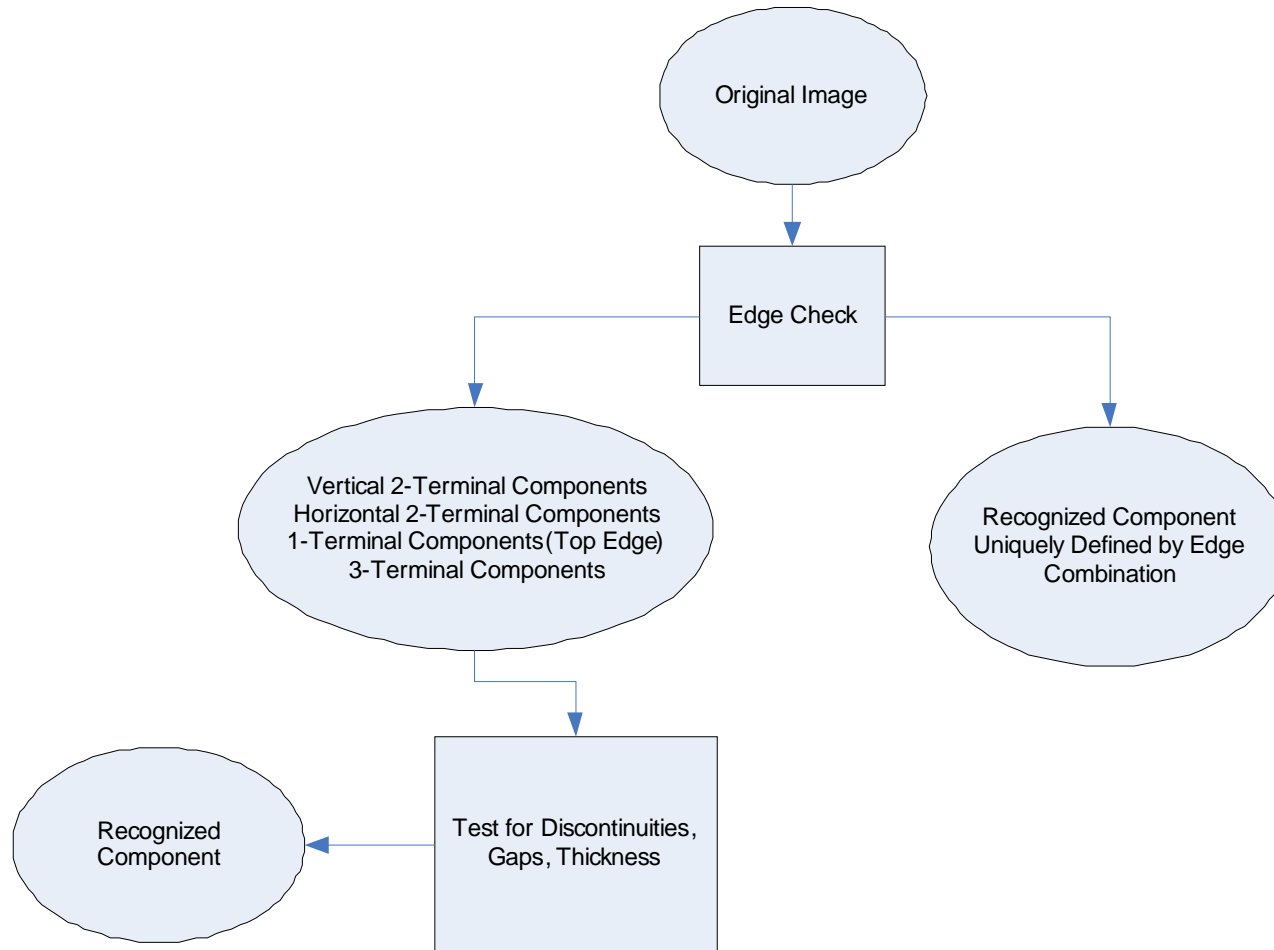 Original Image
Edge Check
Vertical 2-Terminal Components
Horizontal 2-Terminal Components
1-Terminal Components (Top Edge)
3-Terminal Components
Recognized Component
Uniquely Defined by Edge
Combination
Test for Discontinuities,
Gaps, Thickness
Recognized
Component